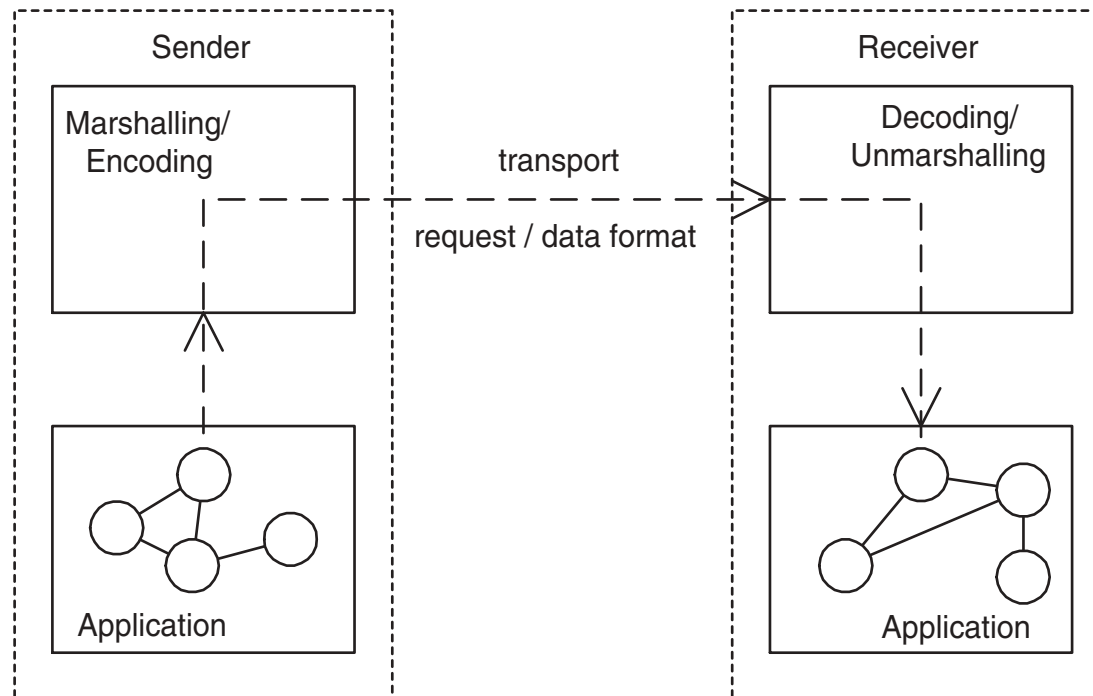 Sender
Receiver
Marshalling/
Encoding
Decoding/
Unmarshalling
transport
request / data format
Application
Application